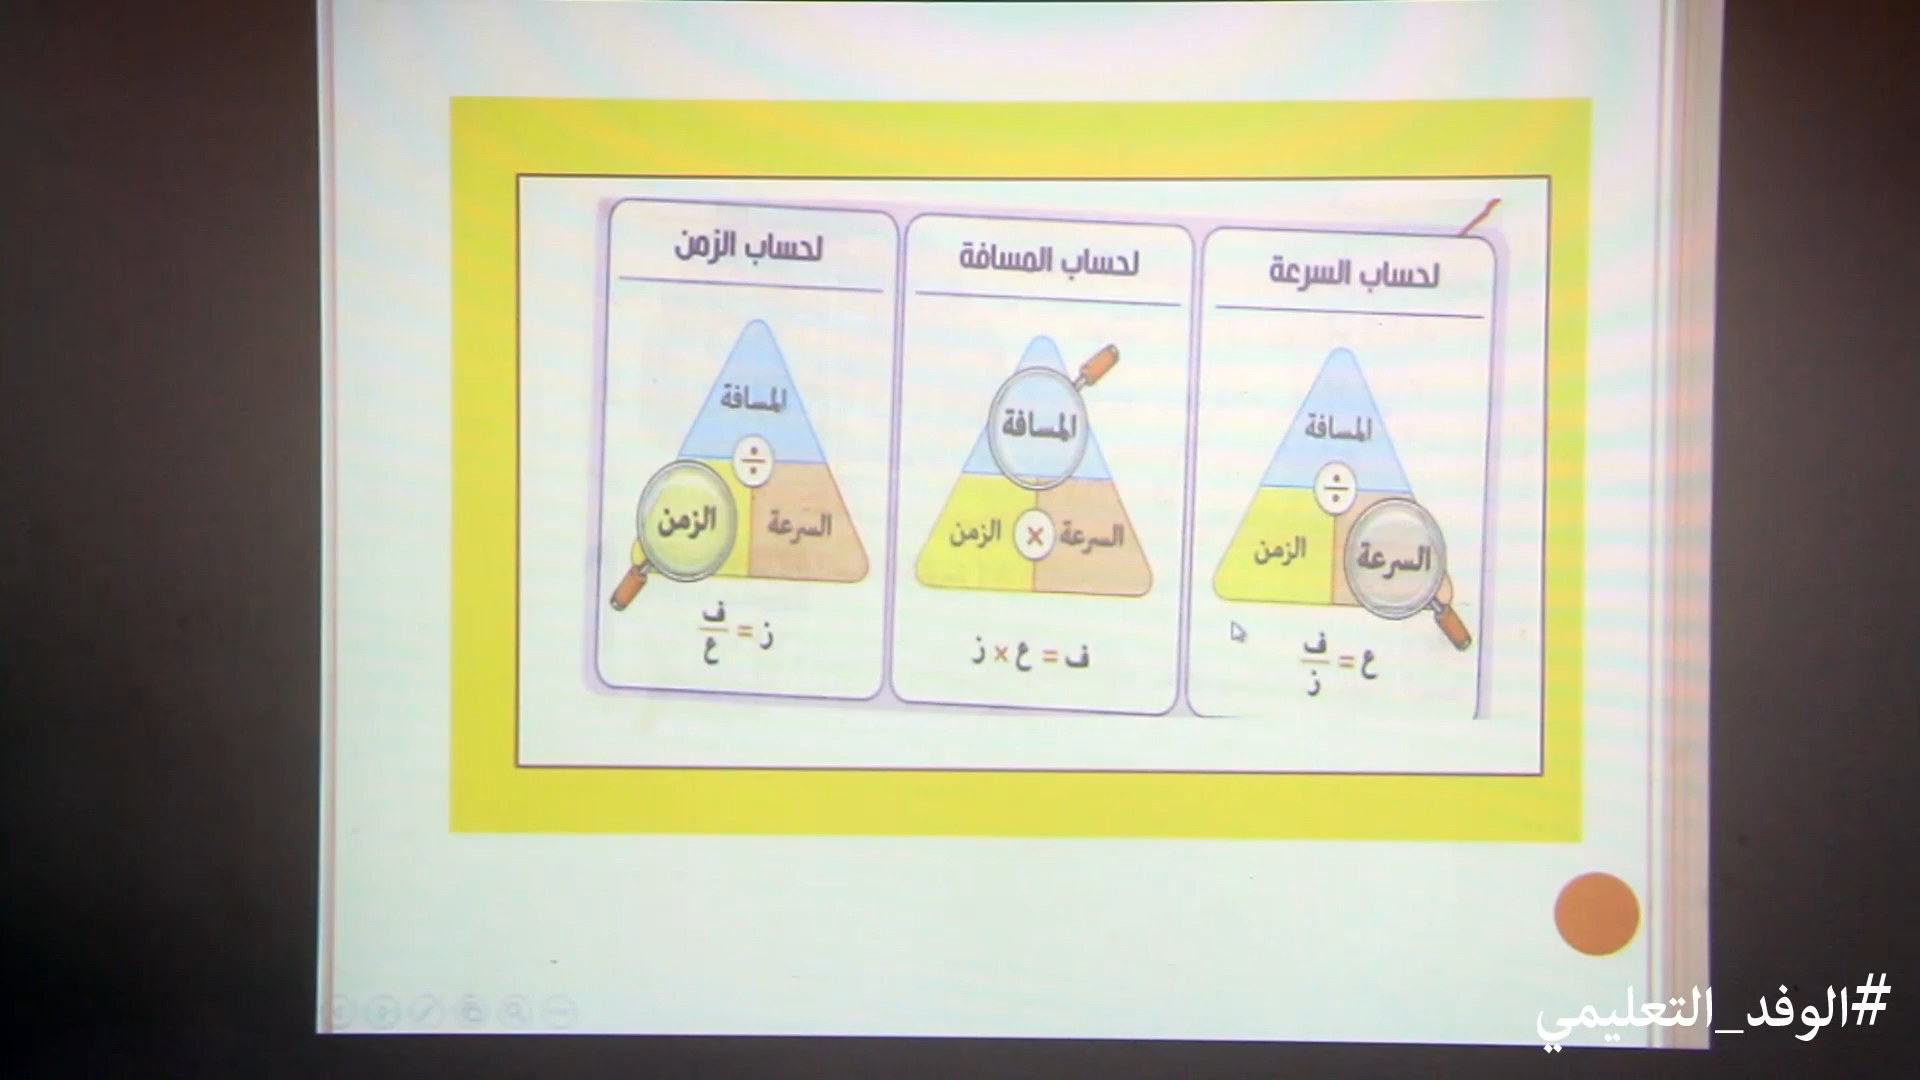 لحساب السرعة
المسافة
÷
الزمن
السرعة
ع = ف / ز
لحساب المسافة
المسافة
السرعة × الزمن
ف = ع × ز
لحساب الزمن
المسافة
÷
السرعة
الزمن
ز = ف / ع
#الوفد_التعليمي